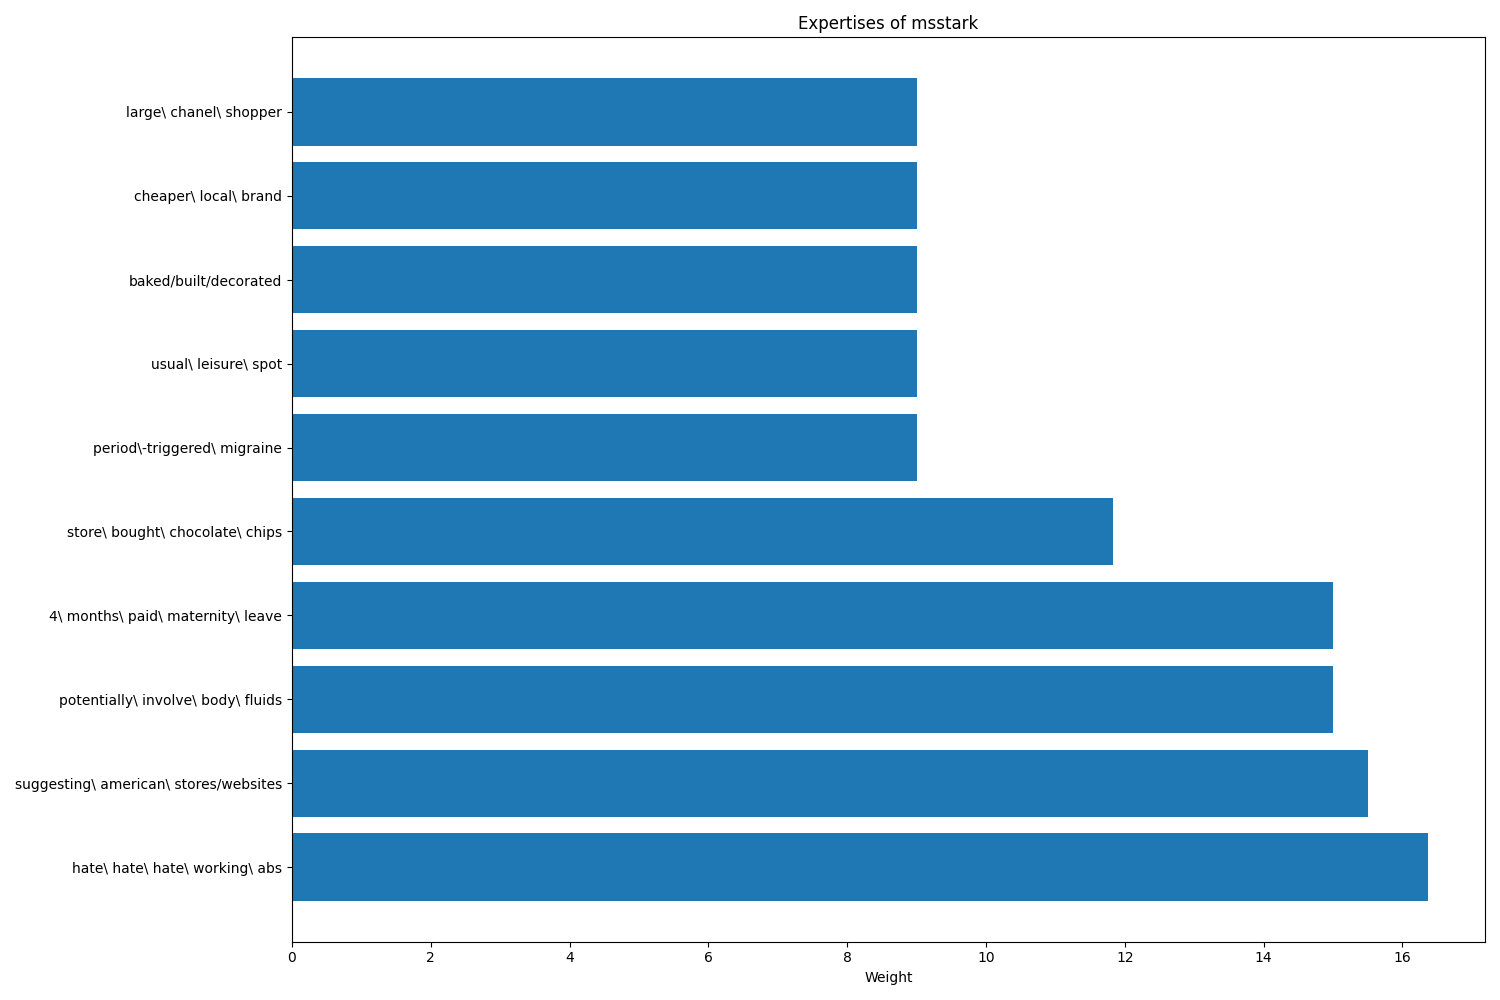 Expertises of msstark
large\ chanel\ shopper
cheaper\ local\ brand
baked/built/decorated
usual\ leisure\ spot
period\-triggered\ migraine
store\ bought\ chocolate\ chips
4\ months\ paid\ maternity\ leave
potentially\ involve\ body\ fluids
suggesting\ american\ stores/websites
hate\ hate\ hate\ working\ abs
0 2 4 6 8 10 12 14 16
Weight